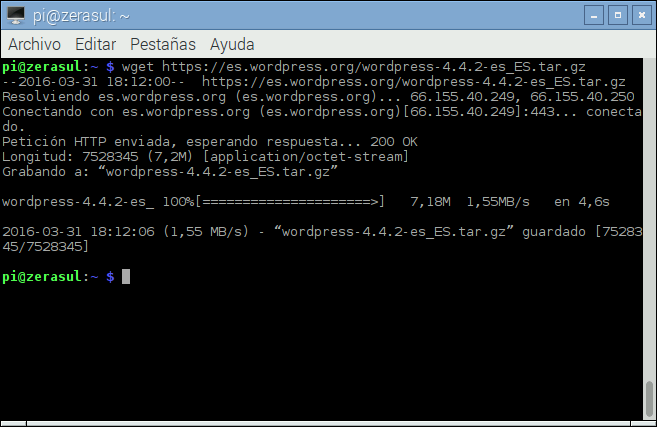 pi@zerasul: ~
Archivo Editar Pestañas Ayuda
pi@zerasul:~ $ wget https://es.wordpress.org/wordpress-4.4.2-es_ES.tar.gz
--2016-03-31 18:12:00--  https://es.wordpress.org/wordpress-4.4.2-es_ES.tar.gz
Resolviendo es.wordpress.org (es.wordpress.org)... 66.155.40.249, 66.155.40.250
Conectando con es.wordpress.org (es.wordpress.org)[66.155.40.249]:443... conecta
do.
Petición HTTP enviada, esperando respuesta... 200 OK
Longitud: 7528345 (7,2M) [application/octet-stream]
Grabando a: “wordpress-4.4.2-es_ES.tar.gz”
wordpress-4.4.2-es_ 100%[=====================>]   7,18M  1,55MB/s   en 4,6s
2016-03-31 18:12:06 (1,55 MB/s) - “wordpress-4.4.2-es_ES.tar.gz” guardado [75283
45/7528345]
pi@zerasul:~ $